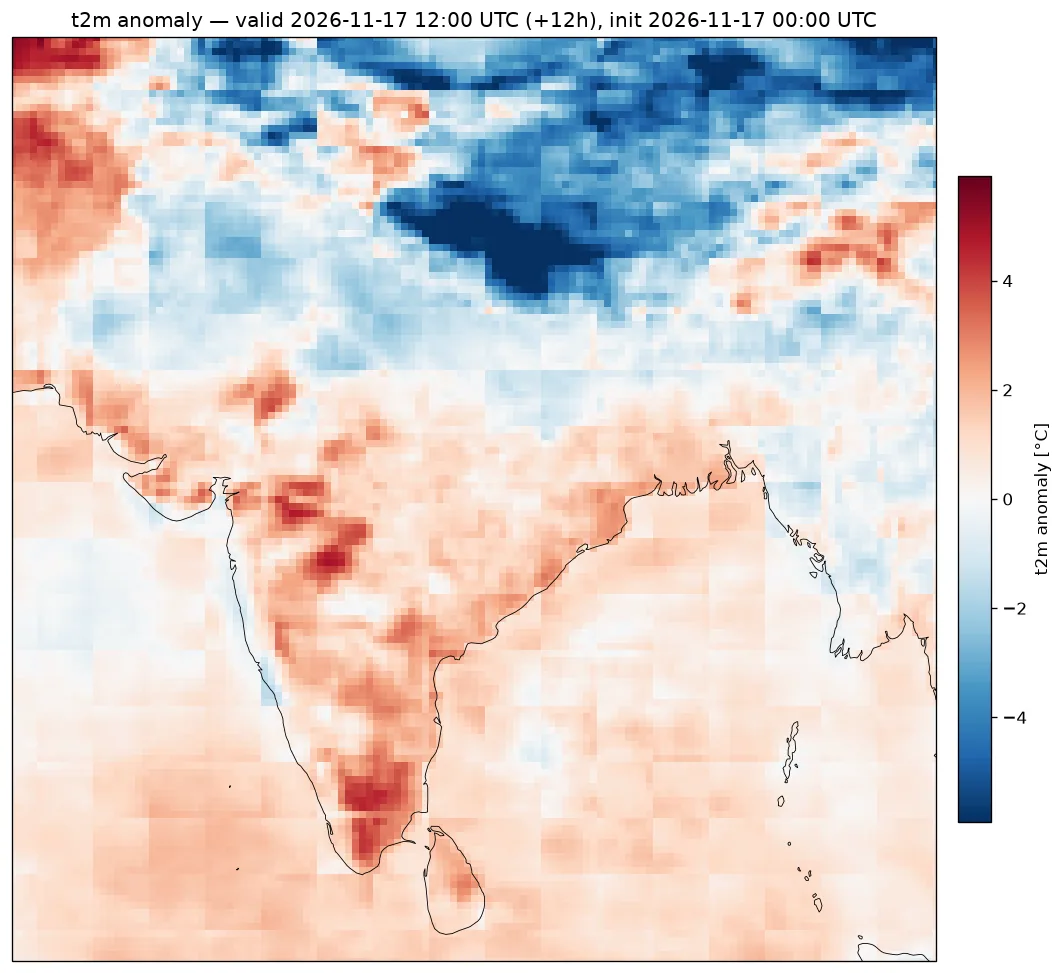 t2m anomaly — valid 2026-11-17 12:00 UTC (+12h), init 2026-11-17 00:00 UTC
4
2
0
−2
−4
t2m anomaly [°C]